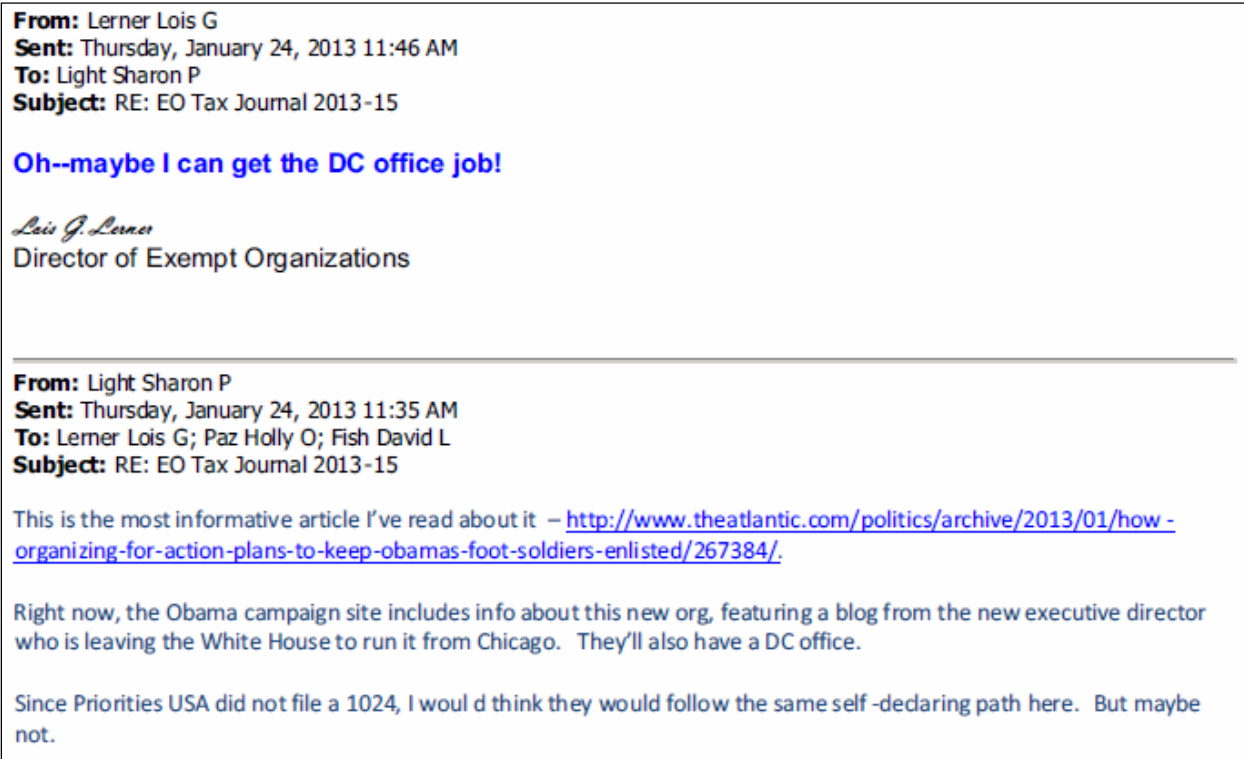 From: Lerner Lois G
Sent: Thursday, January 24, 2013 11:46 AM
To: Light Sharon P
Subject: RE: EO Tax Journal 2013-15
Oh--maybe I can get the DC office job!
Lois G. Lerner
Director of Exempt Organizations
From: Light Sharon P
Sent: Thursday, January 24, 2013 11:35 AM
To: Lerner Lois G; Paz Holly O; Fish David L
Subject: RE: EO Tax Journal 2013-15
This is the most informative article I've read about it – http://www.theatlantic.com/politics/archive/2013/01/how -
organizing-for-action-plans-to-keep-obamas-foot-soldiers-enlisted/267384/.
Right now, the Obama campaign site includes info about this new org, featuring a blog from the new executive director
who is leaving the White House to run it from Chicago. They'll also have a DC office.
Since Priorities USA did not file a 1024, I woul d think they would follow the same self -declaring path here. But maybe
not.